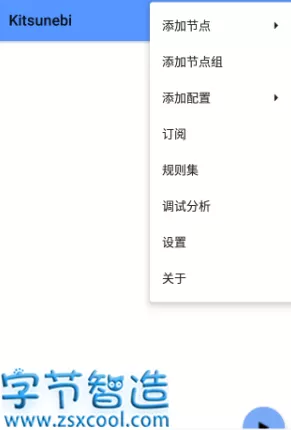 Kitsunebi
添加节点
添加节点组
添加配置
订阅
规则集
调试分析
设置
关于
字节智造
www.zsxcool.com